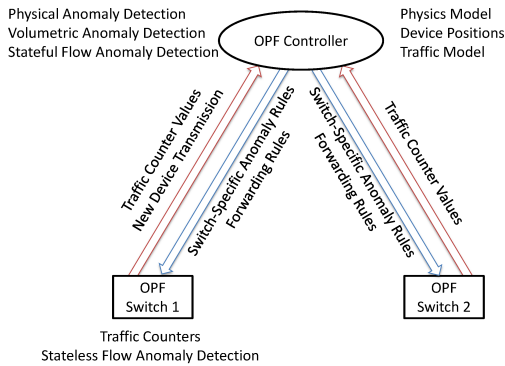 Physical Anomaly Detection
Volumetric Anomaly Detection
Stateful Flow Anomaly Detection
OPF Controller
Physics Model
Device Positions
Traffic Model
Traffic Counter Values
New Device Transmission
Switch-Specific Anomaly Rules
Forwarding Rules
Switch-Specific Anomaly Rules
Forwarding Rules
Traffic Counter Values
OPF
Switch 1
OPF
Switch 2
Traffic Counters
Stateless Flow Anomaly Detection